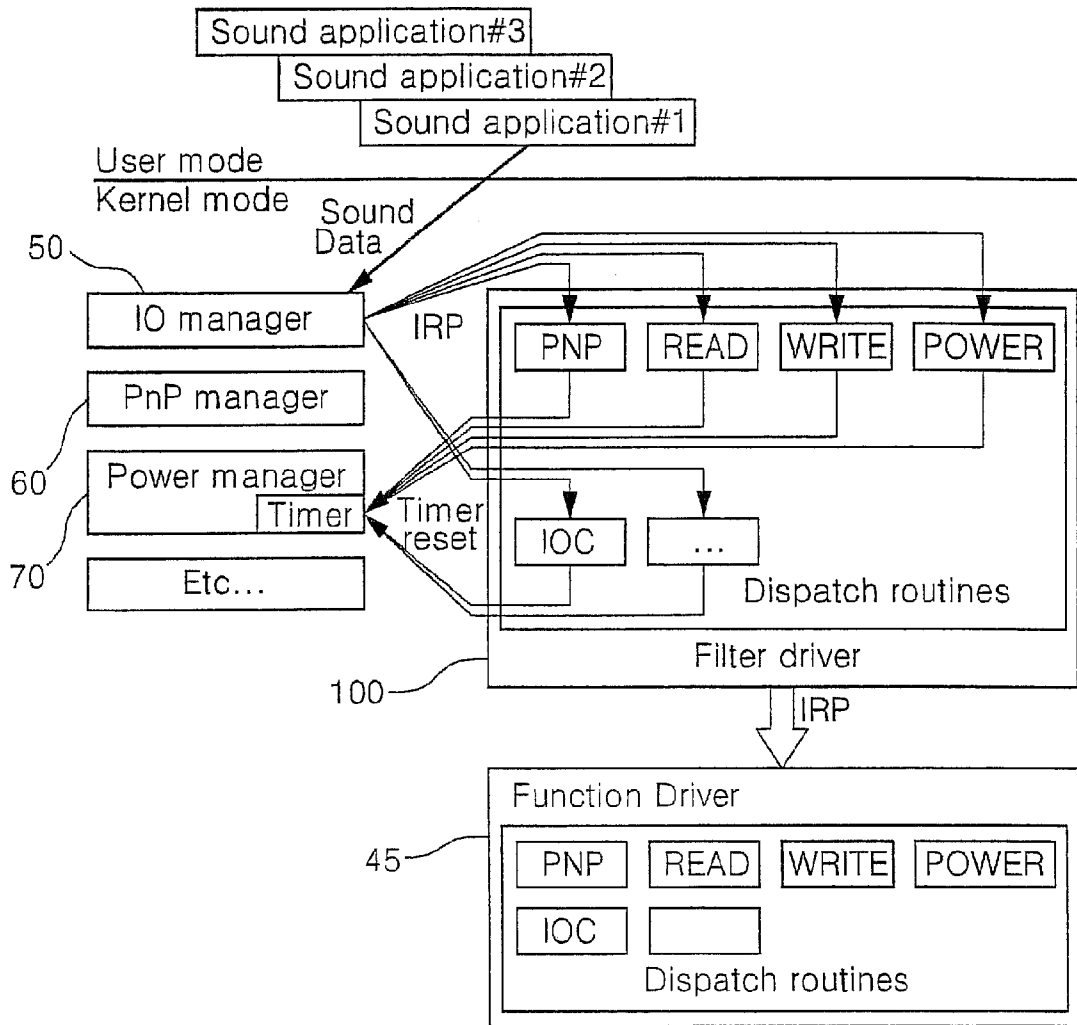 Sound application#3
Sound application#2
Sound application#1
User mode
Kernel mode
Sound
Data
50
IO manager
IRP
PNP READ WRITE POWER
PnP manager
60
Power manager
Timer
Timer
reset
70
IOC ...
Etc...
Dispatch routines
Filter driver
100
IRP
Function Driver
45
PNP READ WRITE POWER
IOC
Dispatch routines